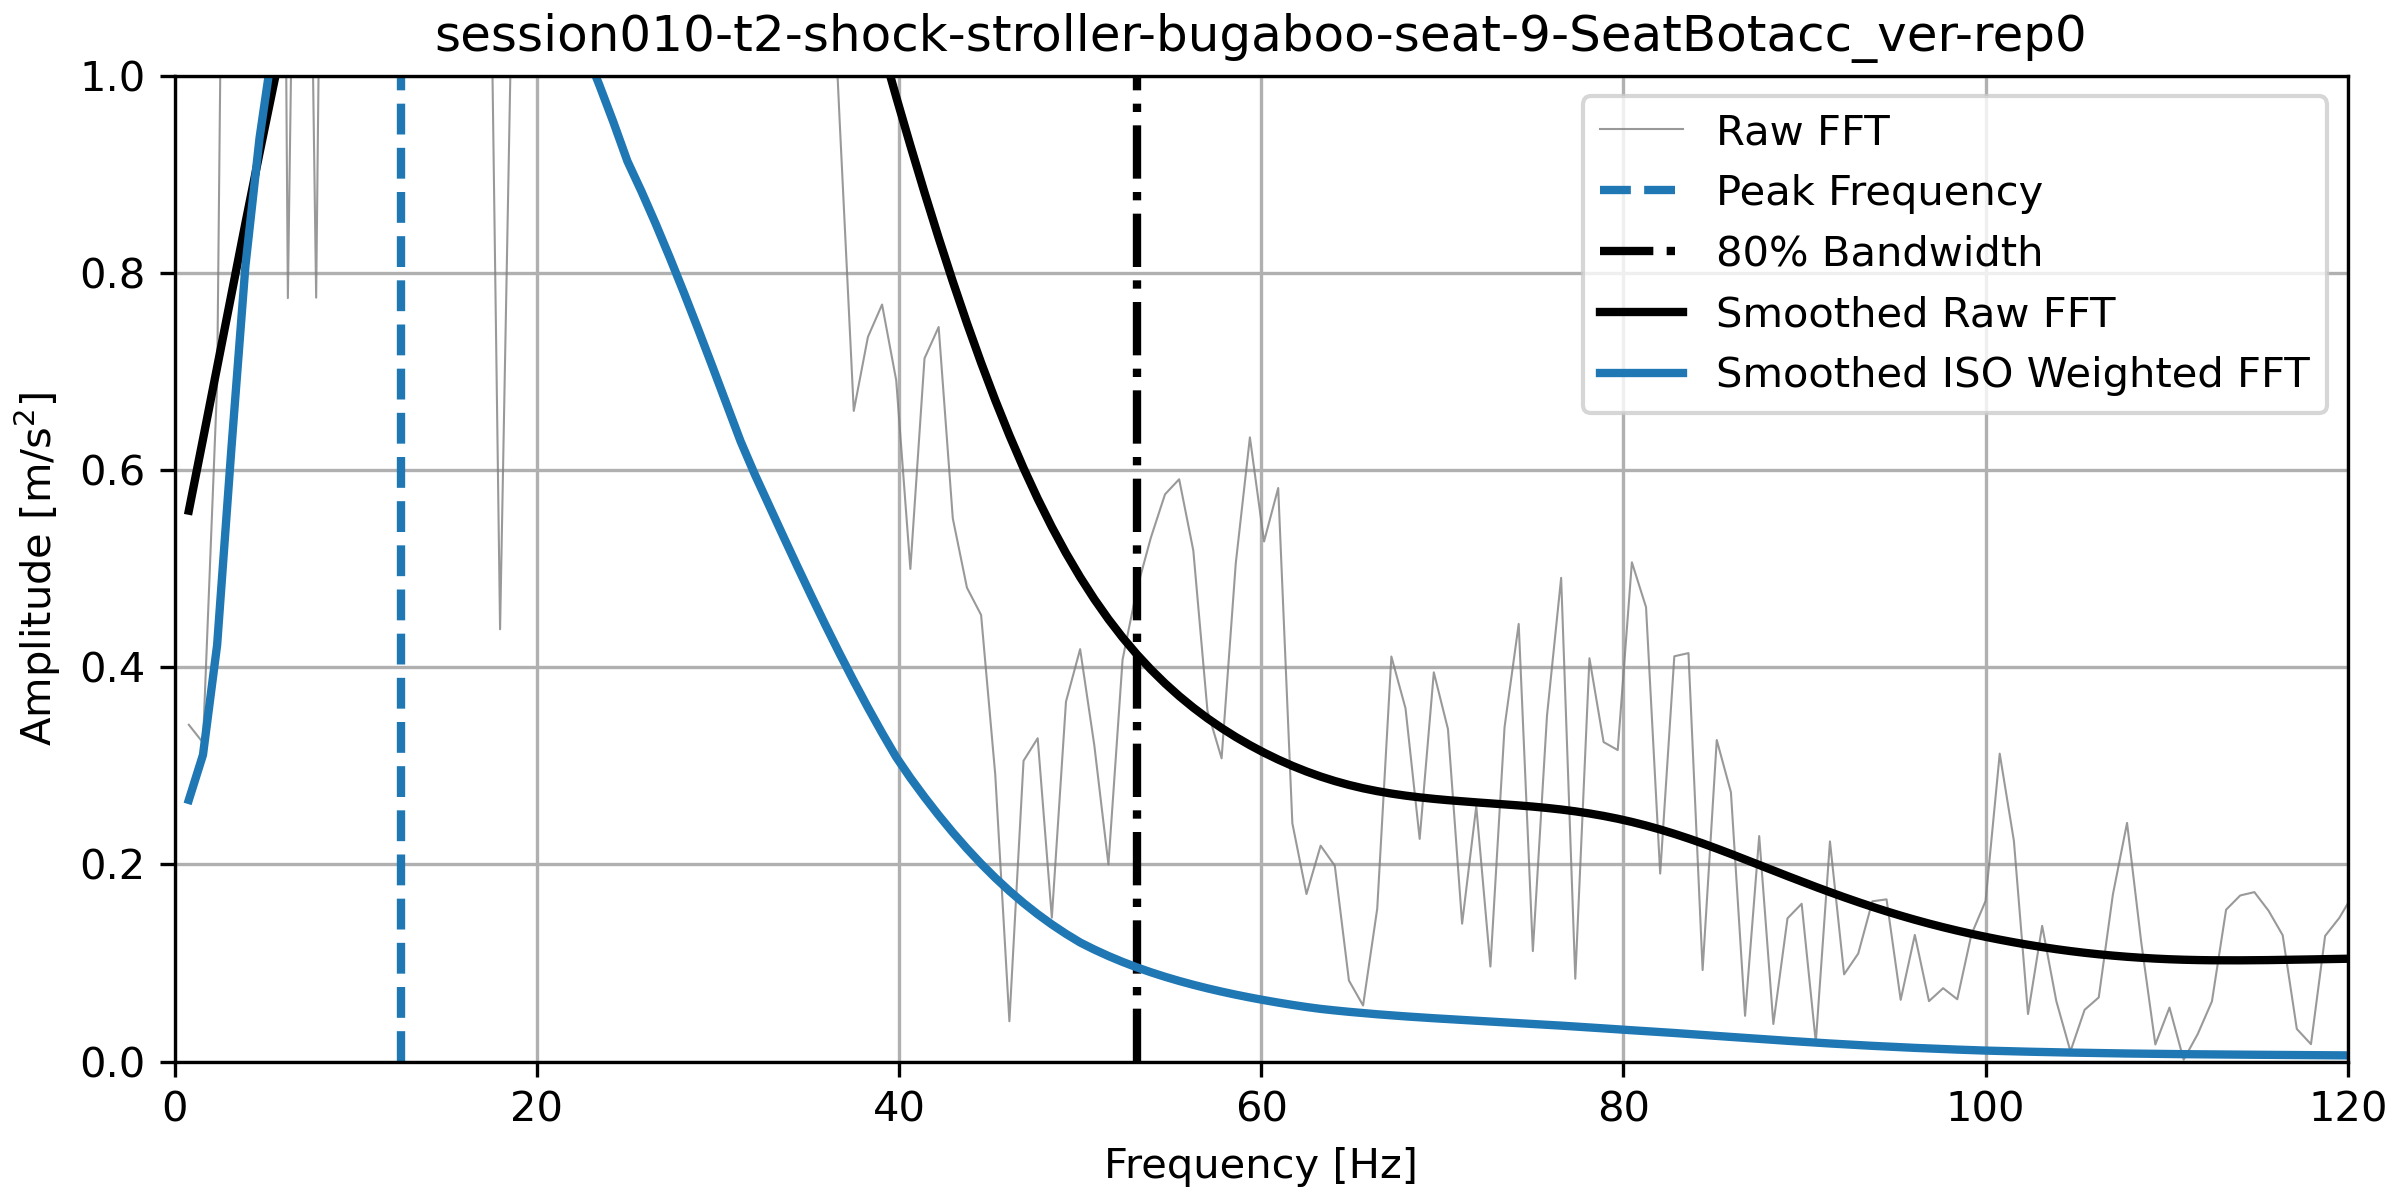 session010-t2-shock-stroller-bugaboo-seat-9-SeatBotacc_ver-rep0
Amplitude [m/s²]
1.0
0.8
0.6
0.4
0.2
0.0
Raw FFT
Peak Frequency
80% Bandwidth
Smoothed Raw FFT
Smoothed ISO Weighted FFT
0 20 40 60 80 100 120
Frequency [Hz]